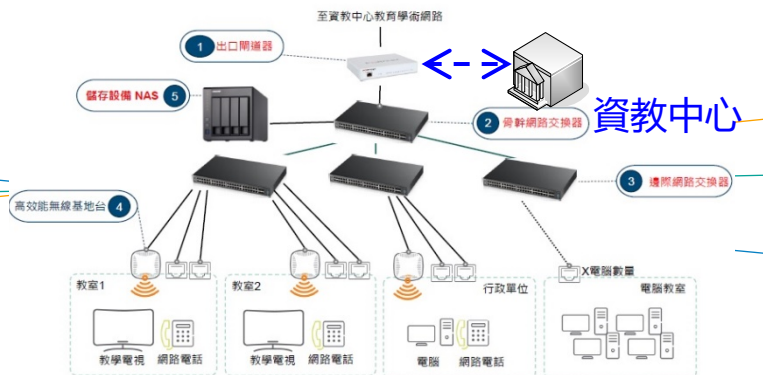 至資教中心教育學術網路
1 出口閘道器
儲存設備 NAS 5
2 骨幹網路交換器
資教中心
3 邊際網路交換器
高效能無線基地台 4
X電腦數量
教室1
教室2
行政單位
電腦教室
教學電視
網路電話
教學電視
網路電話
電腦
網路電話